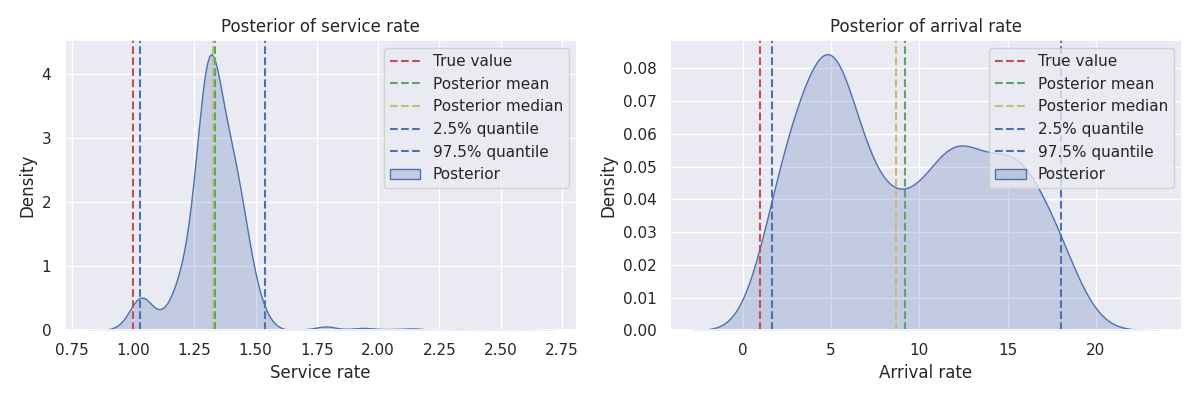 Posterior of service rate
Density
4
3
2
1
0
0.75 1.00 1.25 1.50 1.75 2.00 2.25 2.50 2.75
Service rate
True value
Posterior mean
Posterior median
2.5% quantile
97.5% quantile
Posterior
Posterior of arrival rate
Density
0.08
0.07
0.06
0.05
0.04
0.03
0.02
0.01
0.00
0 5 10 15 20
Arrival rate
True value
Posterior mean
Posterior median
2.5% quantile
97.5% quantile
Posterior